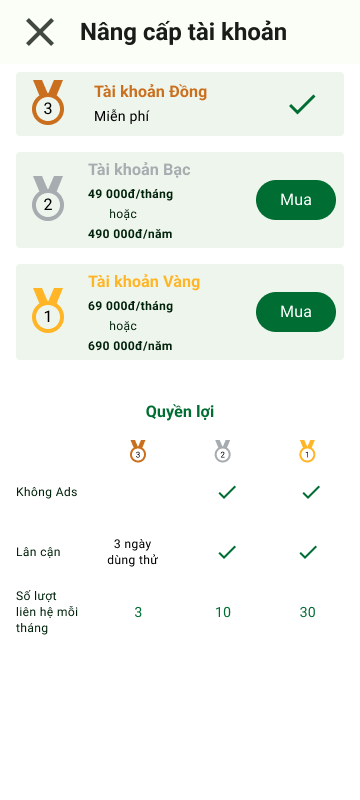 Nâng cấp tài khoản
3
Tài khoản Đồng
Miễn phí
2
Tài khoản Bạc
49 000đ/tháng
hoặc
490 000đ/năm
Mua
1
Tài khoản Vàng
69 000đ/tháng
hoặc
690 000đ/năm
Mua
Quyền lợi
3 2 1
Không Ads
Lân cận
3 ngày
dùng thử
Số lượt
liên hệ mỗi
tháng
3 10 30